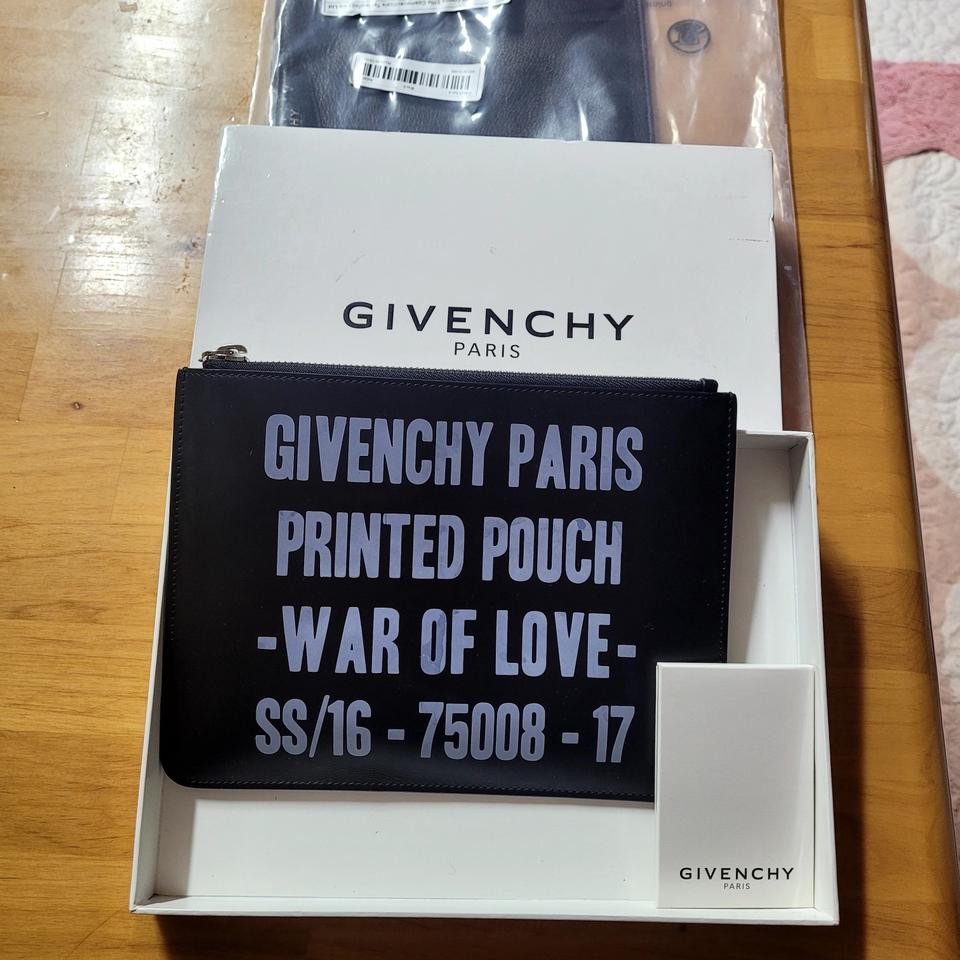 GIVENCHY
PARIS
GIVENCHY PARIS
PRINTED POUCH
-WAR OF LOVE-
SS/16 - 75008 - 17
GIVENCHY
PARIS